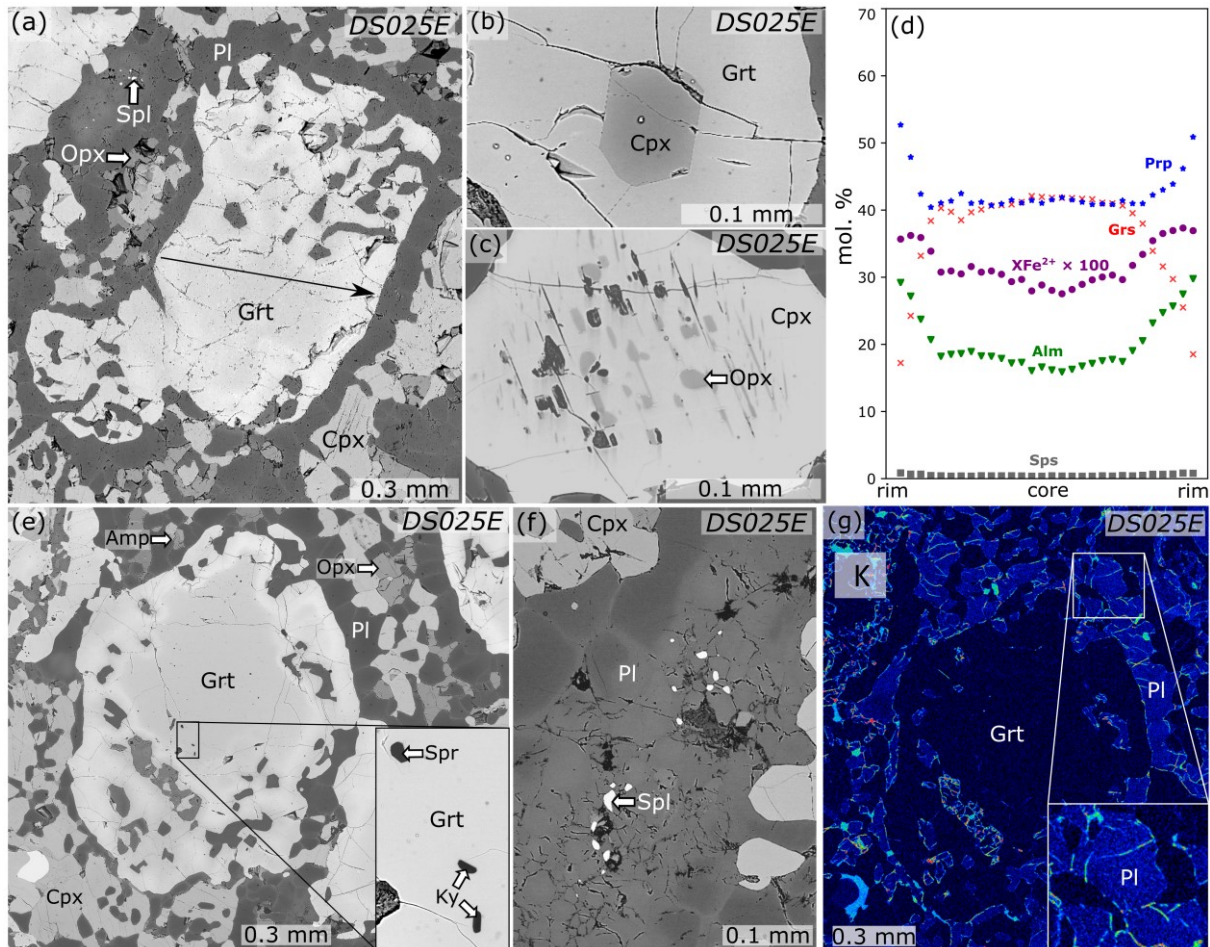 (a)
DS025E
Pl
Spl
Opx
Grt
Cpx
0.3 mm
(b)
DS025E
Grt
Cpx
0.1 mm
(c)
DS025E
Cpx
Opx
0.1 mm
(d)
mol. %
70
60
50
40
30
20
10
0
Prp
Grs
XFe²⁺ × 100
Alm
Sps
rim
core
rim
(e)
DS025E
Amp
Opx
Pl
Grt
Spr
Grt
Ky
Cpx
0.3 mm
(f)
DS025E
Cpx
Pl
Spl
0.1 mm
(g)
DS025E
K
Pl
Grt
Pl
0.3 mm